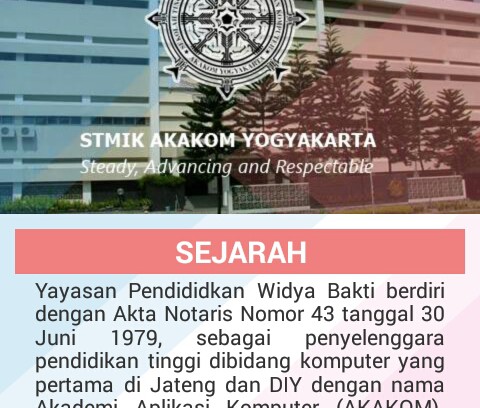 AKAKOM YOGYAKARTA
STMIK AKAKOM YOGYAKARTA
Steady, Advancing and Respectable
SEJARAH
Yayasan Pendididkan Widya Bakti berdiri
dengan Akta Notaris Nomor 43 tanggal 30
Juni 1979, sebagai penyelenggara
pendidikan tinggi dibidang komputer yang
pertama di Jateng dan DIY dengan nama
Akademi Aplikasi Komputer (AKAKOM).